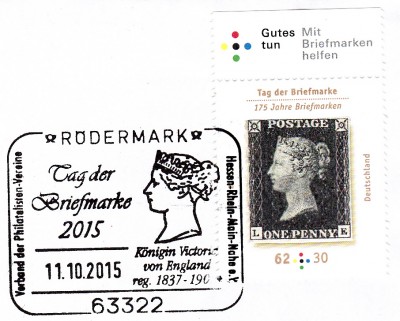 Gutes tun
Mit Briefmarken helfen
Tag der Briefmarke
175 Jahre Briefmarken
POSTAGE
L ONE PENNY K
Deutschland
62 30
RÖDERMARK
Verband der Philatelisten-Vereine
Hessen-Rhein-Main-Nahe e.V.
Tag der
Briefmarke
2015
11.10.2015
Königin Victoria
von England
reg. 1837-190
63322